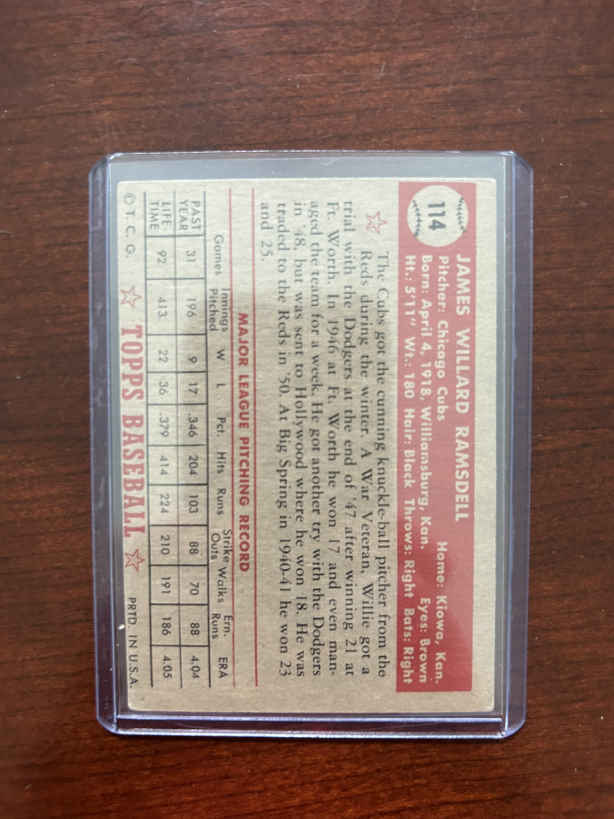 114
JAMES WILLARD RAMSDELL
Pitcher: Chicago Cubs Home: Kiowa, Kan.
Born: April 4, 1918, Williamsburg, Kan. Eyes: Brown
Ht.: 5'11" Wt.: 180 Hair: Black Throws: Right Bats: Right
The Cubs got the cunning knuckle-ball pitcher from the
Reds during the winter. A War Veteran, Willie got a
trial with the Dodgers at the end of '47 after winning 21 at
Ft. Worth. In 1946 at Ft. Worth he won 17 and even man-
aged the team for a week. He got another try with the Dodgers
in '48, but was sent to Hollywood where he won 18. He was
traded to the Reds in '50. At Big Spring in 1940-41 he won 23
and 25.
MAJOR LEAGUE PITCHING RECORD
Games Innings Pitched W L Pct. Hits Runs Strike Outs Walks Ern. Runs ERA
PAST YEAR 31 196 9 17 .346 204 103 88 70 88 4.04
LIFE TIME 92 413 22 36 .379 414 224 210 191 186 4.05
© T. C. G. TOPPS BASEBALL PRTD. IN U.S.A.